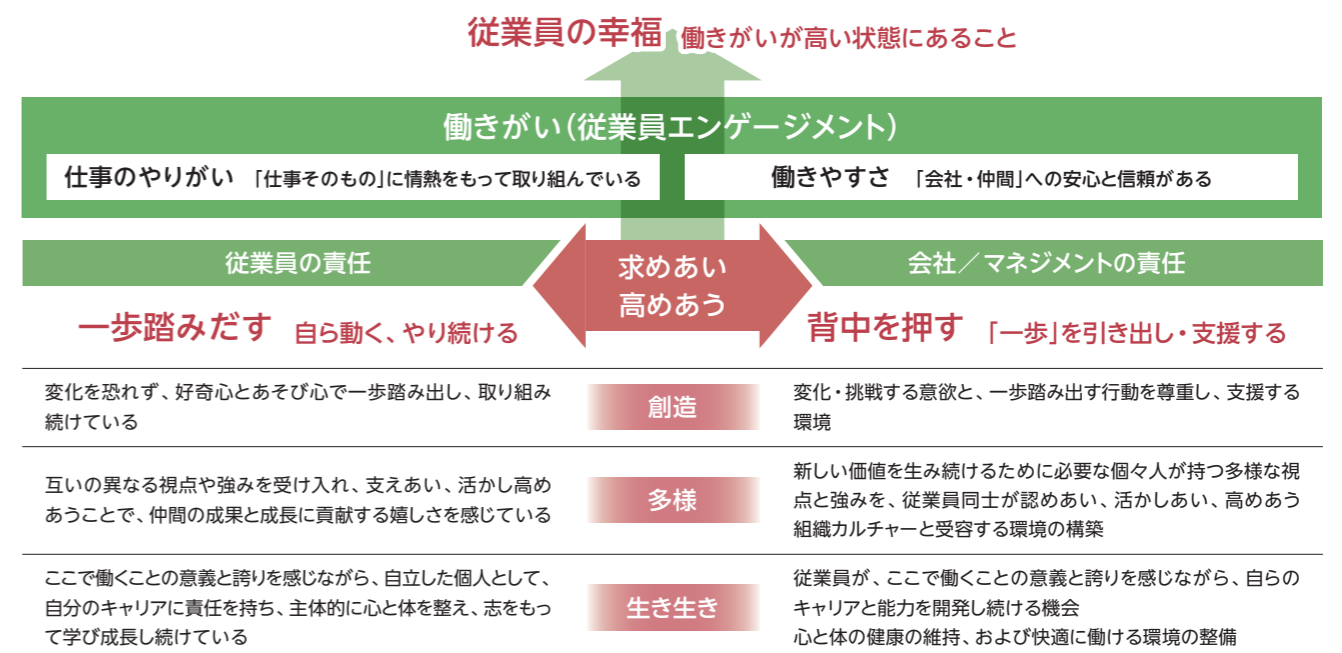 従業員の幸福 働きがいが高い状態にあること
働きがい(従業員エンゲージメント)
仕事のやりがい 「仕事そのもの」に情熱をもって取り組んでいる
働きやすさ 「会社・仲間」への安心と信頼がある
従業員の責任
求めあい
高めあう
会社／マネジメントの責任
一歩踏みだす 自ら動く、やり続ける
背中を押す 「一歩」を引き出し・支援する
変化を恐れず、好奇心とあそび心で一歩踏み出し、取り組み
続けている
創造
変化・挑戦する意欲と、一歩踏み出す行動を尊重し、支援する
環境
互いの異なる視点や強みを受け入れ、支えあい、活かし高め
あうことで、仲間の成果と成長に貢献する嬉しさを感じている
多様
新しい価値を生み続けるために必要な個々人が持つ多様な視
点と強みを、従業員同士が認めあい、活かしあい、高めあう
組織カルチャーと受容する環境の構築
ここで働くことの意義と誇りを感じながら、自立した個人として、
自分のキャリアに責任を持ち、主体的に心と体を整え、志をもっ
て学び成長し続けている
生き生き
従業員が、ここで働くことの意義と誇りを感じながら、自らの
キャリアと能力を開発し続ける機会
心と体の健康の維持、および快適に働ける環境の整備